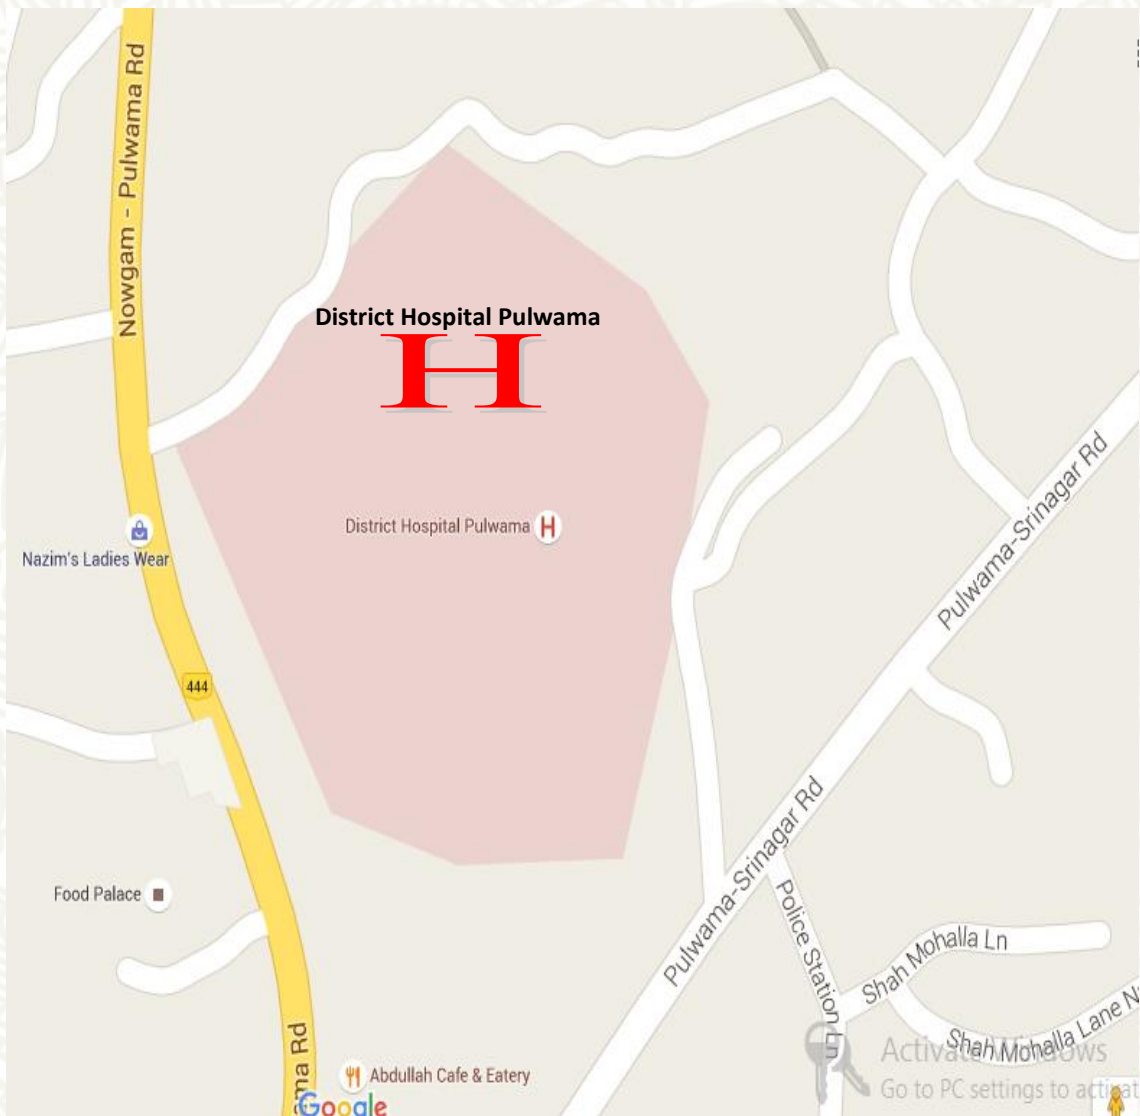 Nowgam - Pulwama Rd
District Hospital Pulwama
H
District Hospital Pulwama H
Pulwama-Srinagar Rd
Nazim's Ladies Wear
444
Pulwama-Srinagar Rd
Food Palace
Police Station Ln
Shah Mohalla Ln
Shah Mohalla Lane N
ama Rd
Abdullah Cafe & Eatery
Google
Activate Windows
Go to PC settings to activat